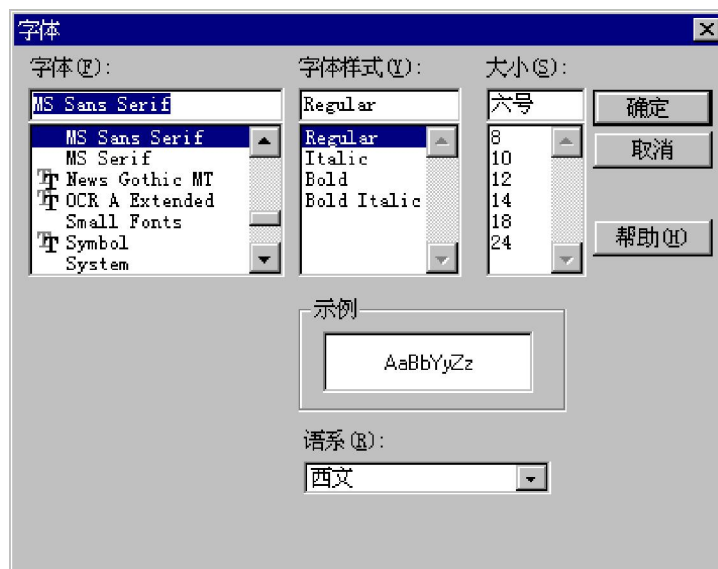 字体
字体(F):
字体样式(Y):
大小(S):
MS Sans Serif
Regular
六号
确定
MS Sans Serif
MS Serif
News Gothic MT
OCR A Extended
Small Fonts
Symbol
System
Regular
Italic
Bold
Bold Italic
8
10
12
14
18
24
取消
帮助(H)
示例
AaBbYyZz
语系(R):
西文